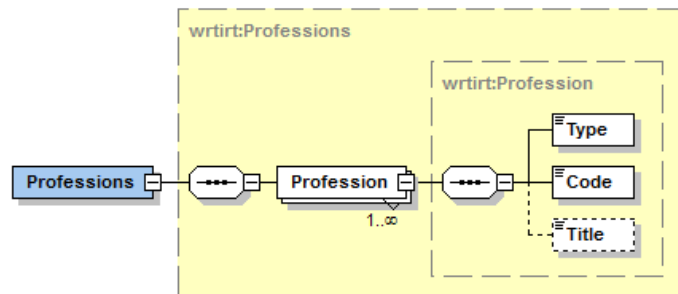 wrtirt:Professions
wrtirt:Profession
Type
Professions
Profession
Code
1..∞
Title